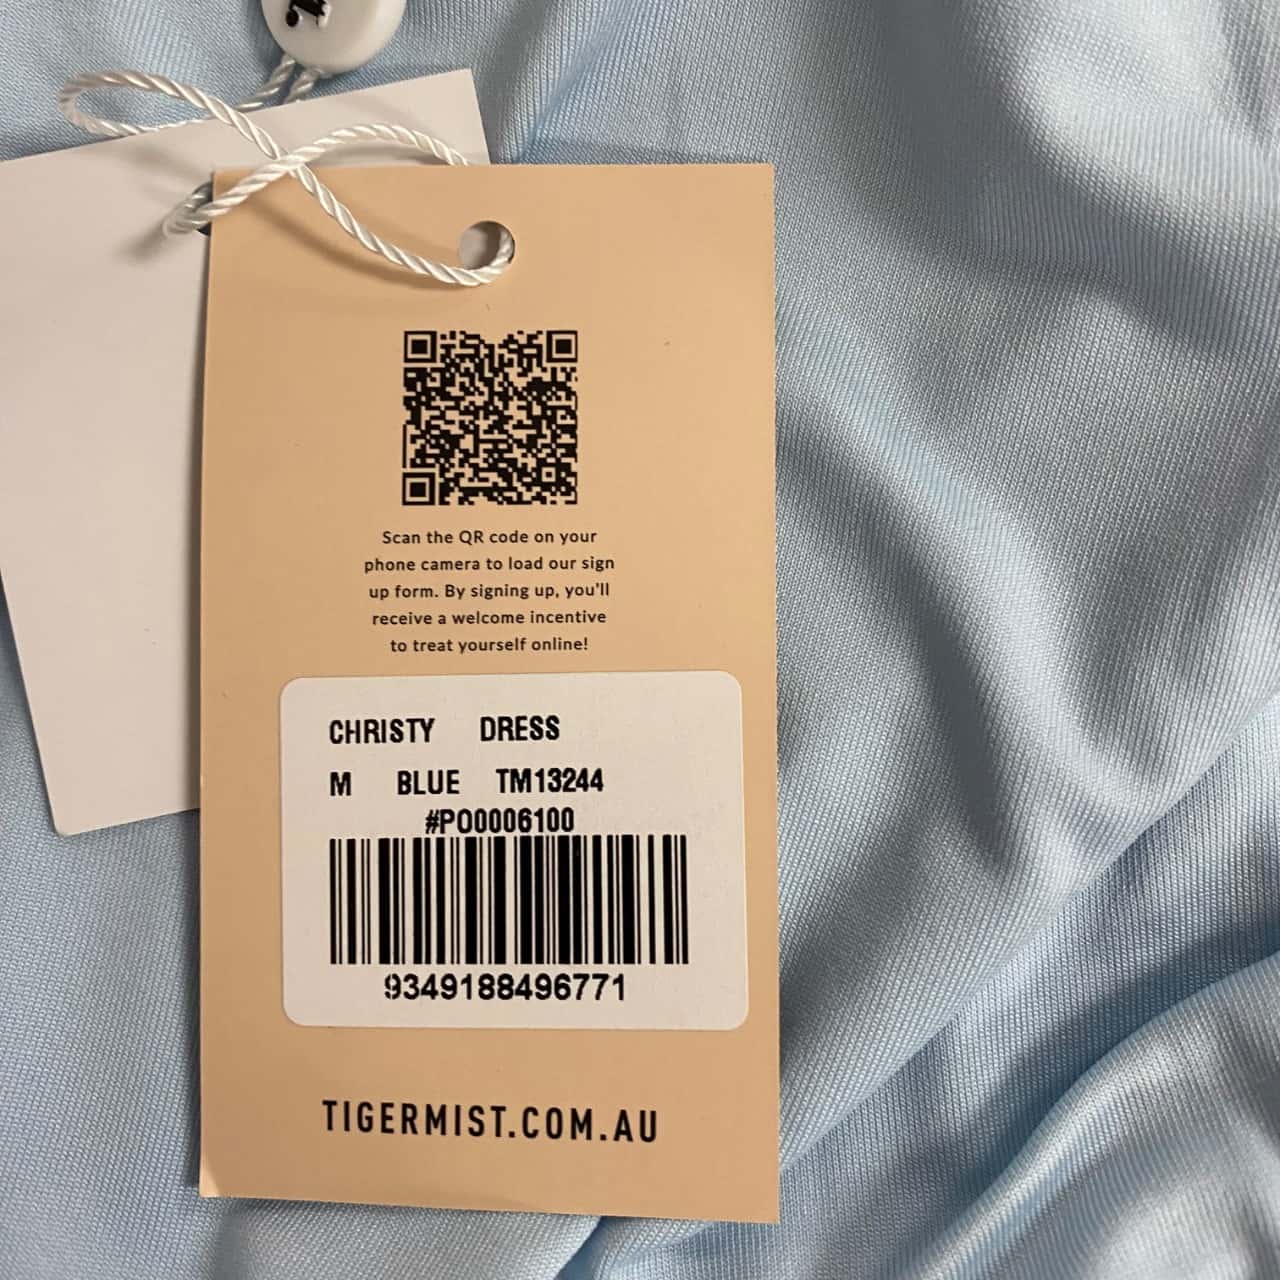 Scan the QR code on your
phone camera to load our sign
up form. By signing up, you'll
receive a welcome incentive
to treat yourself online!
CHRISTY DRESS
M BLUE TM13244
#PO0006100
9349188496771
TIGERMIST.COM.AU